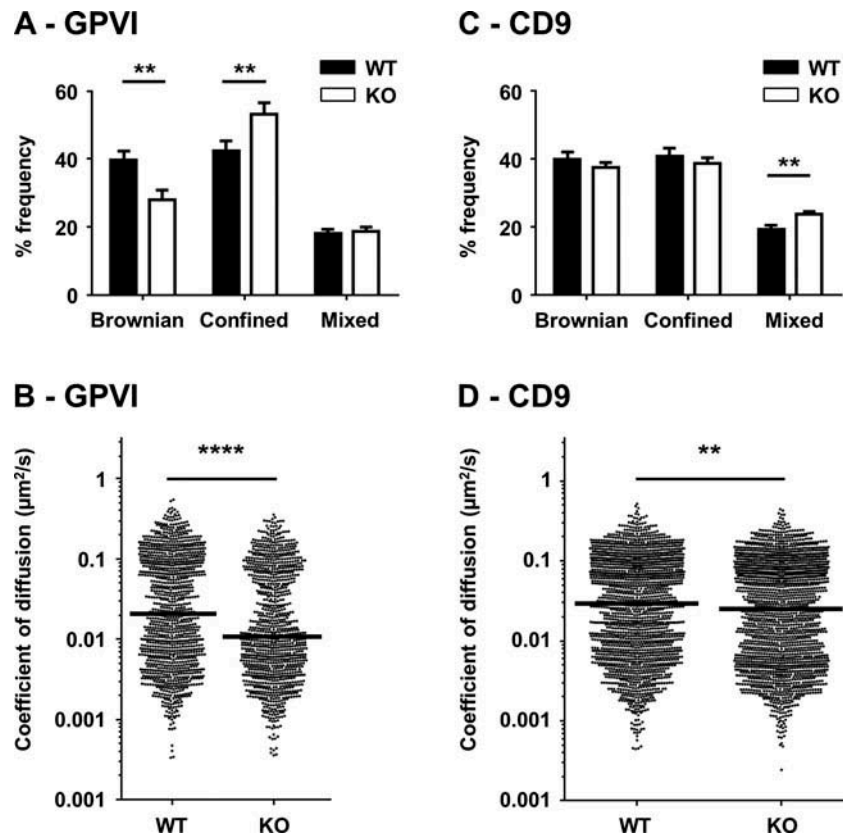 A - GPVI
**
**
WT
KO
% frequency
60
40
20
0
Brownian
Confined
Mixed
C - CD9
WT
KO
**
% frequency
60
40
20
0
Brownian
Confined
Mixed
B - GPVI
****
Coefficient of diffusion (µm²/s)
1
0.1
0.01
0.001
0.001
WT
KO
D - CD9
**
Coefficient of diffusion (µm²/s)
1
0.1
0.01
0.001
0.001
WT
KO